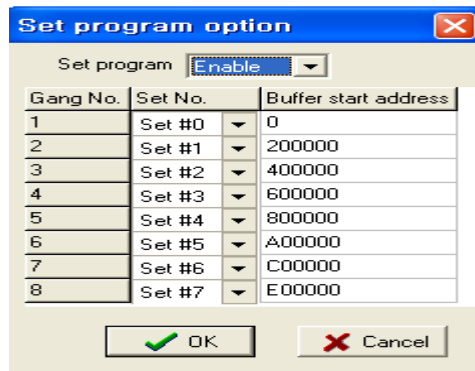 Set program option
Set program Enable
Gang No. Set No. Buffer start address
1 Set #0 0
2 Set #1 200000
3 Set #2 400000
4 Set #3 600000
5 Set #4 800000
6 Set #5 A00000
7 Set #6 C00000
8 Set #7 E00000
OK Cancel